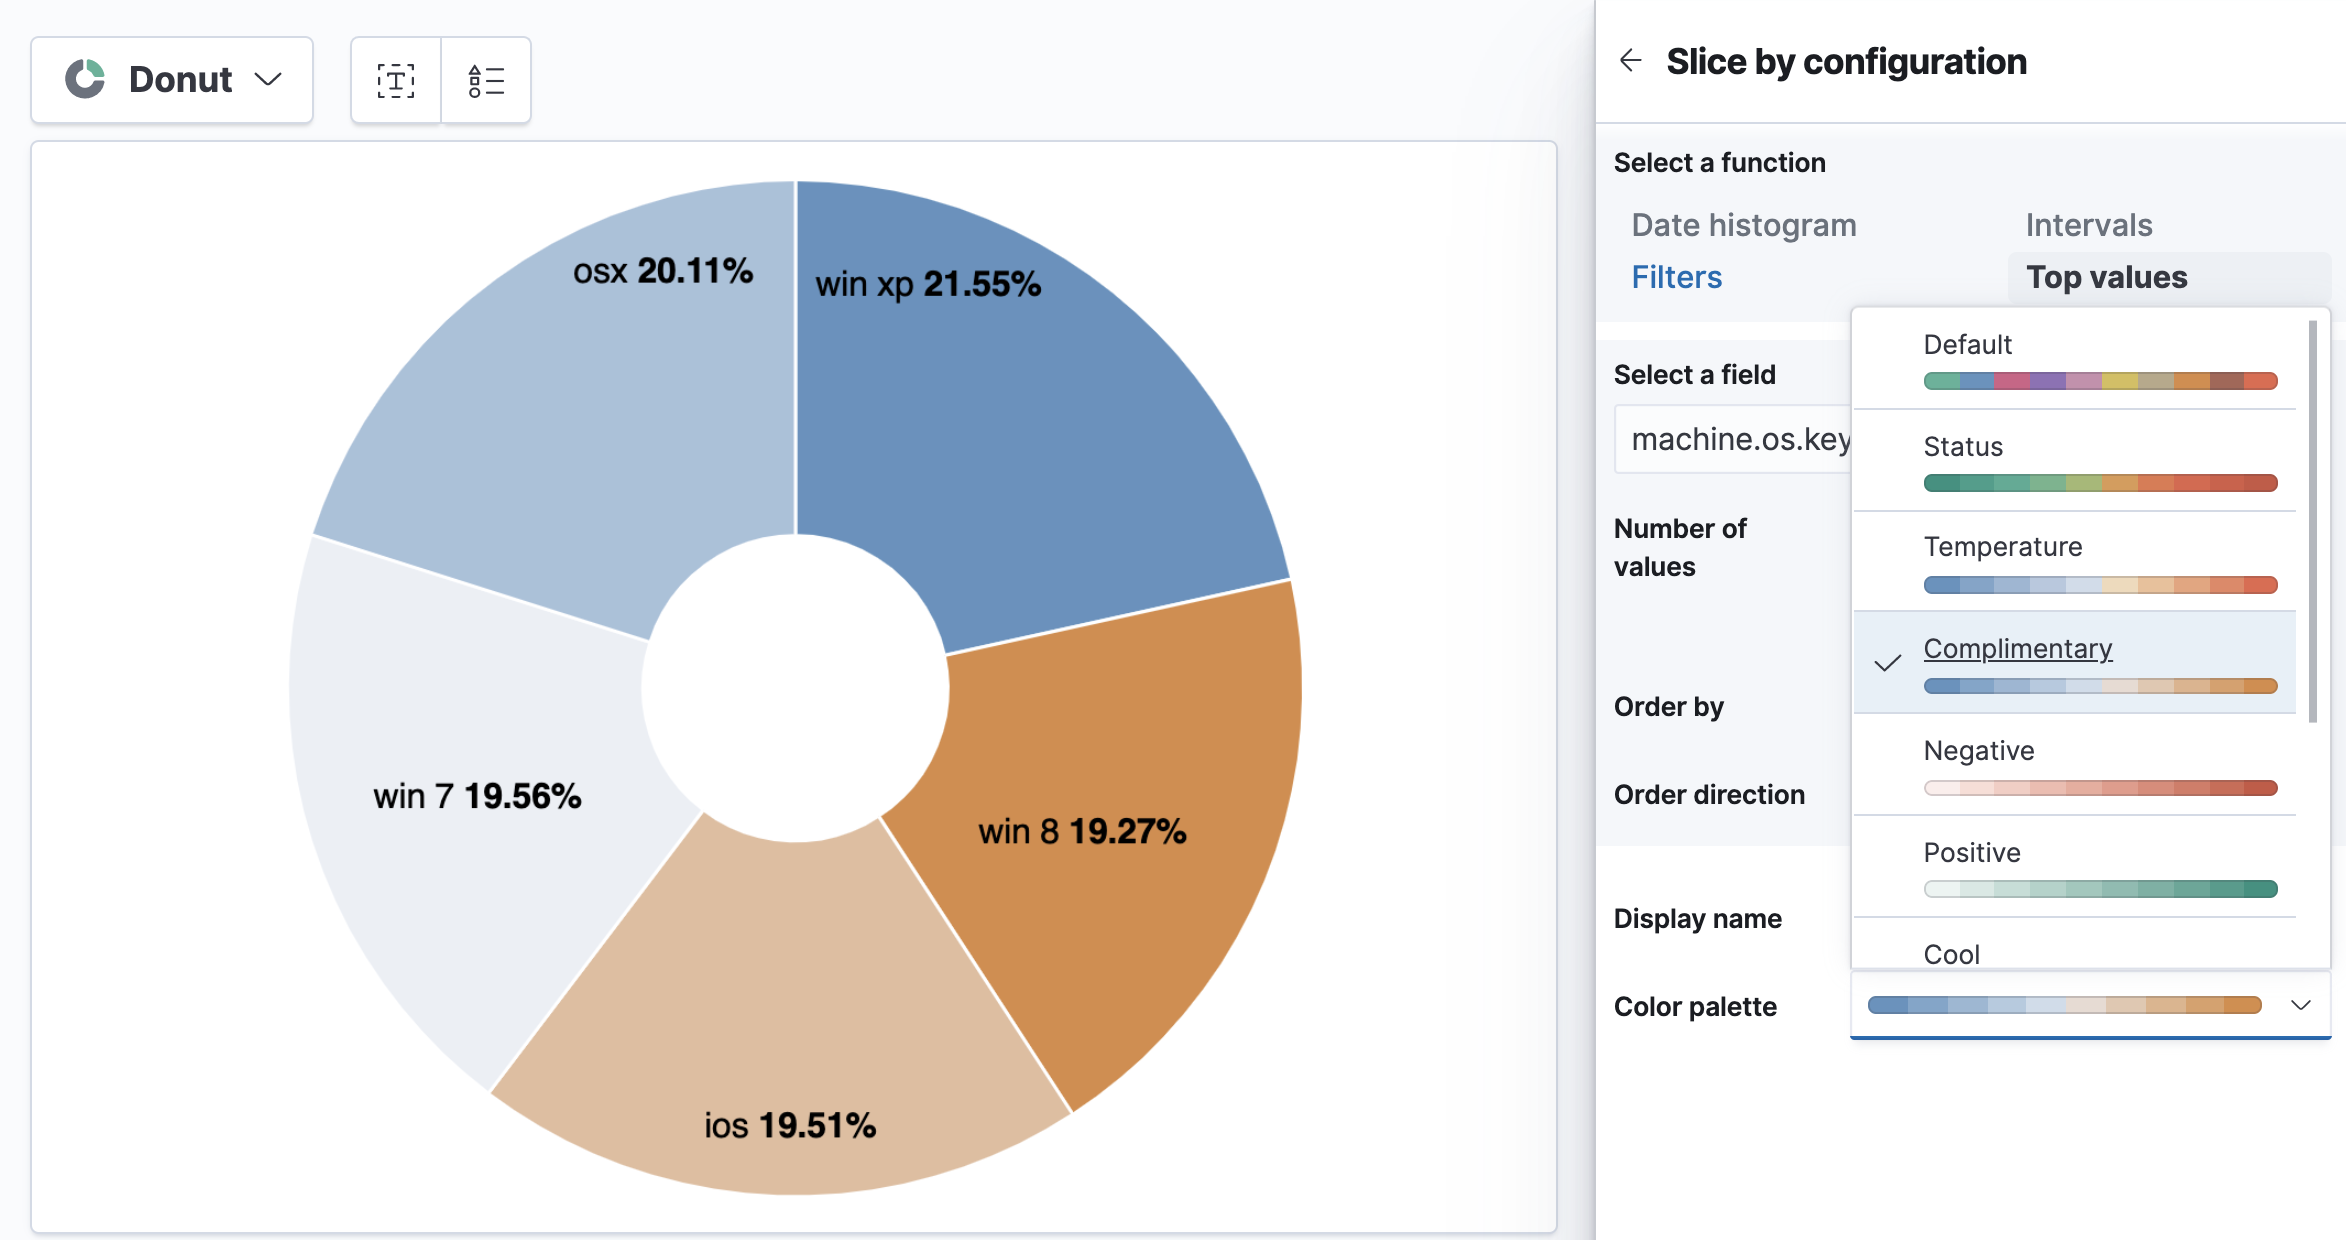 Donut
T
osx 20.11%
win xp 21.55%
win 7 19.56%
win 8 19.27%
ios 19.51%
Slice by configuration
Select a function
Date histogram
Intervals
Filters
Top values
Select a field
machine.os.key
Number of
values
Order by
Order direction
Display name
Color palette
Default
Status
Temperature
Complimentary
Negative
Positive
Cool